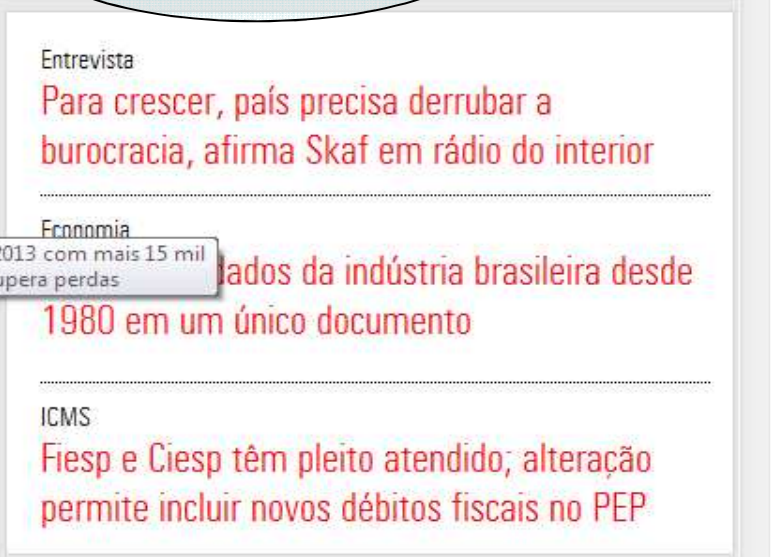 Entrevista
Para crescer, país precisa derrubar a
burocracia, afirma Skaf em rádio do interior
Economia
2013 com mais 15 mil
upera perdas
dados da indústria brasileira desde
1980 em um único documento
ICMS
Fiesp e Ciesp têm pleito atendido; alteração
permite incluir novos débitos fiscais no PEP